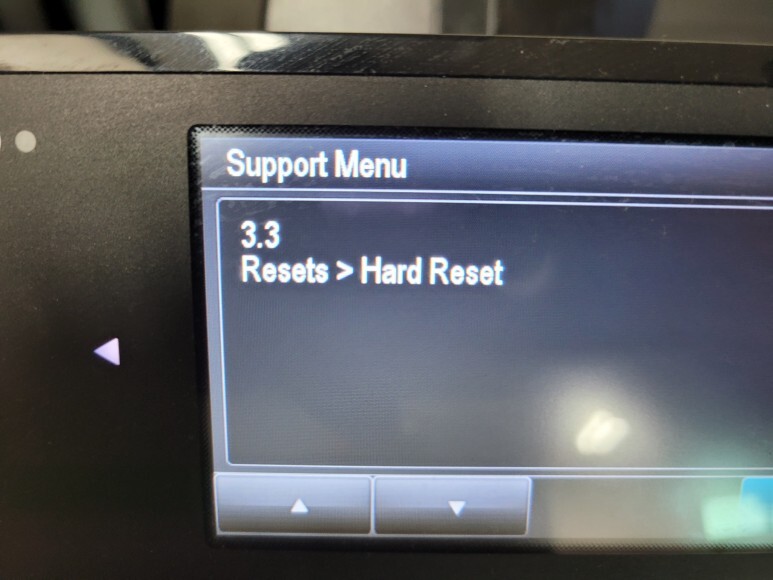 Support Menu
3.3
Resets > Hard Reset